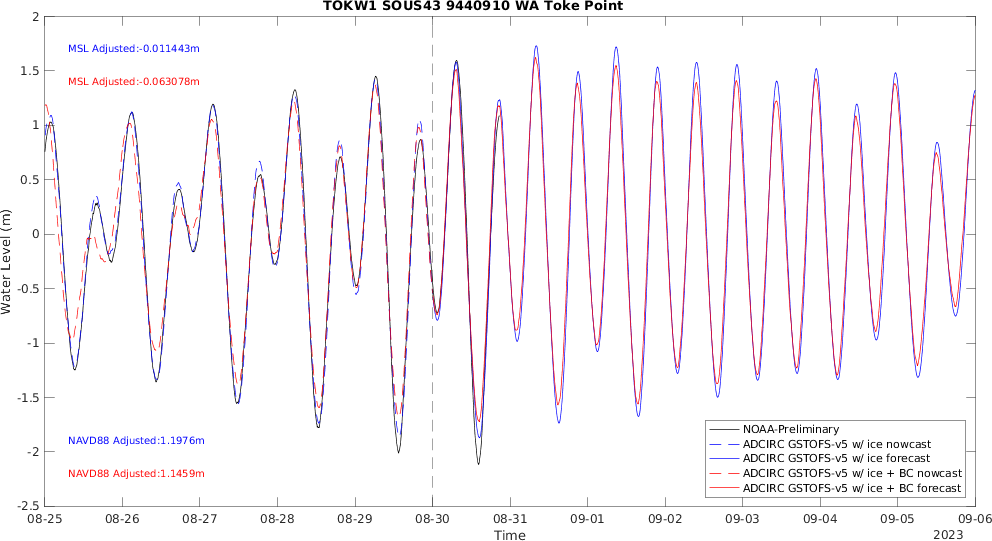 TOKW1 SOUS43 9440910 WA Toke Point
MSL Adjusted:-0.011443m
MSL Adjusted:-0.063078m
NAVD88 Adjusted:1.1976m
NAVD88 Adjusted:1.1459m
Water Level (m)
2
1.5
1
0.5
0
-0.5
-1
-1.5
-2
-2.5
NOAA-Preliminary
ADCIRC GSTOFS-v5 w/ ice nowcast
ADCIRC GSTOFS-v5 w/ ice forecast
ADCIRC GSTOFS-v5 w/ ice + BC nowcast
ADCIRC GSTOFS-v5 w/ ice + BC forecast
08-25 08-26 08-27 08-28 08-29 08-30 08-31 09-01 09-02 09-03 09-04 09-05 09-06
Time
2023